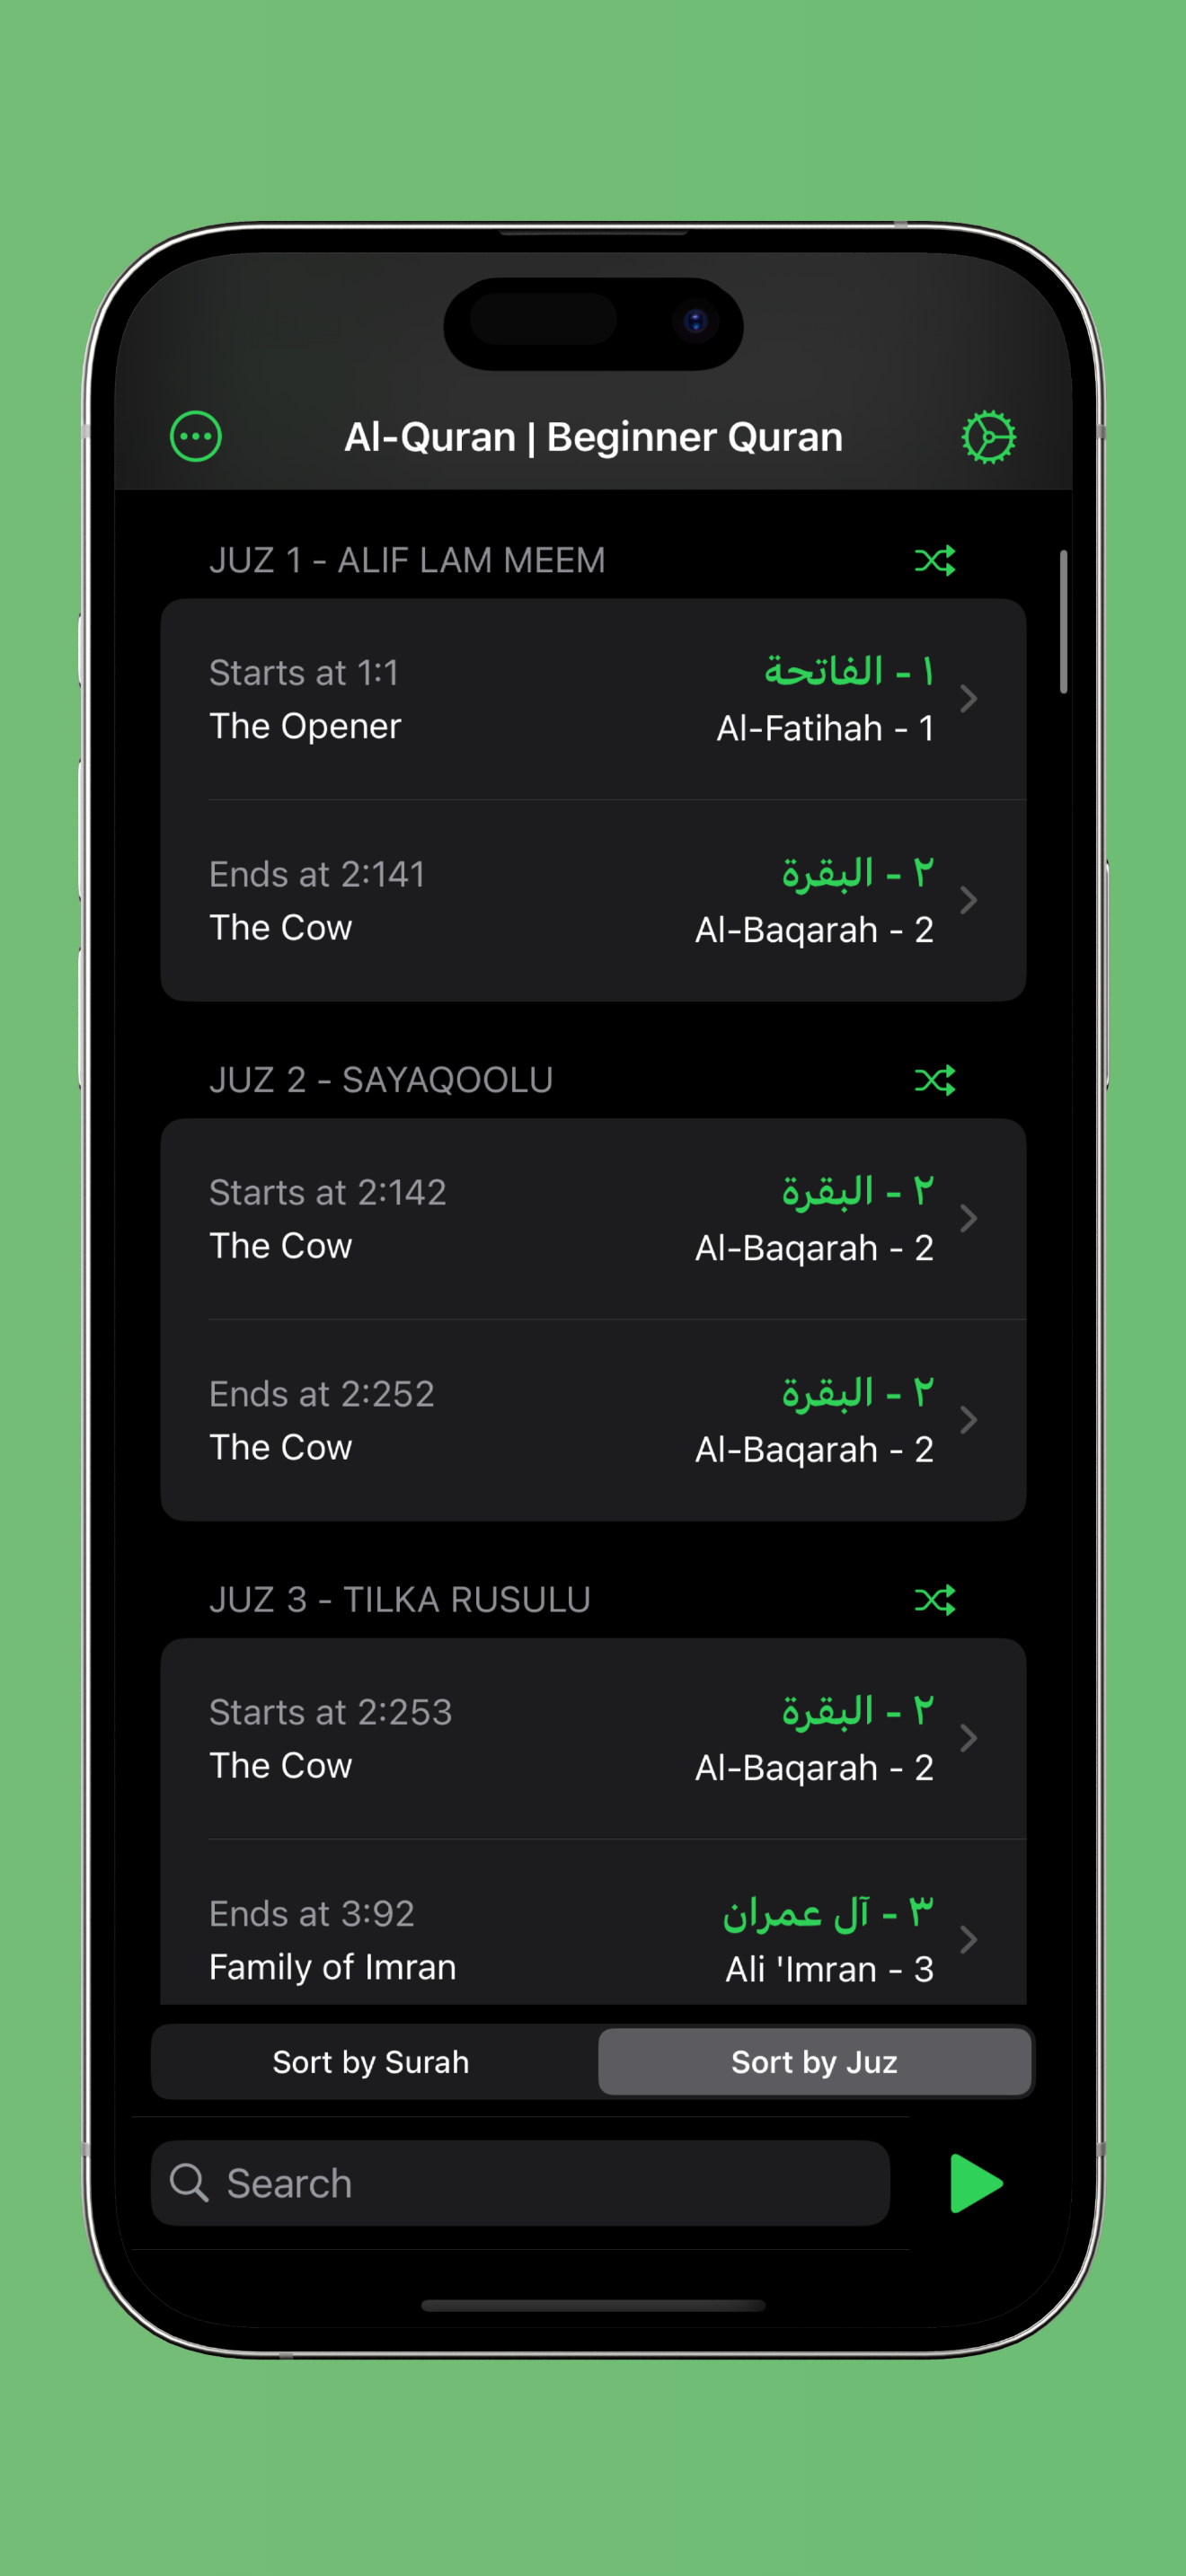 Al-Quran | Beginner Quran
JUZ 1 - ALIF LAM MEEM
Starts at 1:1
١ - الفاتحة
The Opener
Al-Fatihah - 1
Ends at 2:141
٢ - البقرة
The Cow
Al-Baqarah - 2
JUZ 2 - SAYAQOOLU
Starts at 2:142
٢ - البقرة
The Cow
Al-Baqarah - 2
Ends at 2:252
٢ - البقرة
The Cow
Al-Baqarah - 2
JUZ 3 - TILKA RUSULU
Starts at 2:253
٢ - البقرة
The Cow
Al-Baqarah - 2
Ends at 3:92
٣ - آل عمران
Family of Imran
Ali 'Imran - 3
Sort by Surah
Sort by Juz
Search